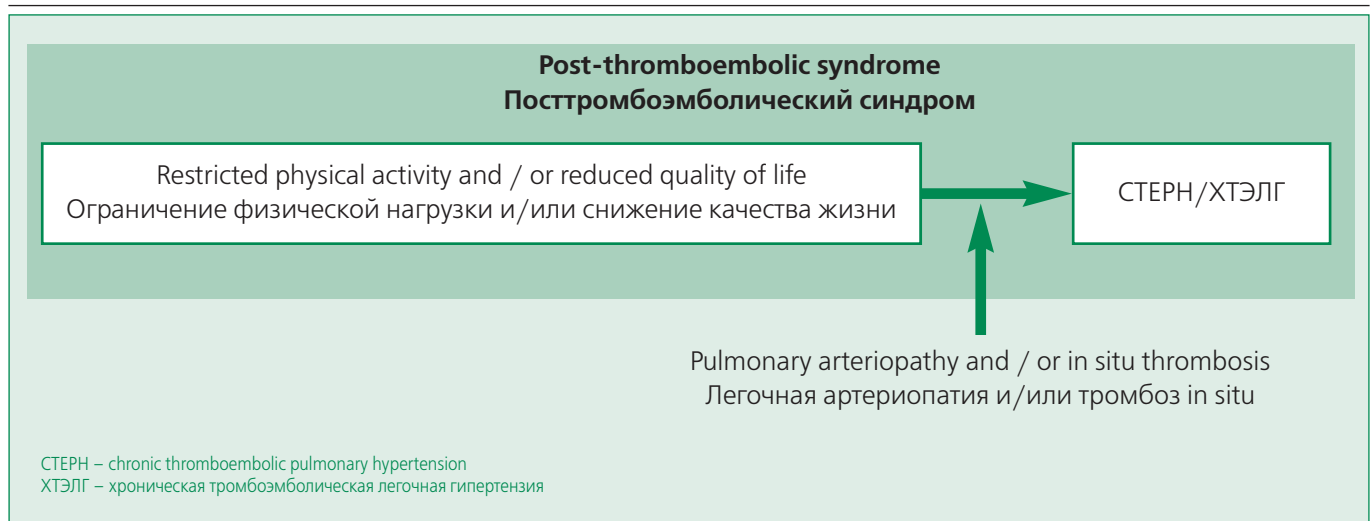 Post-thromboembolic syndrome
Посттромбоэмболический синдром
Restricted physical activity and / or reduced quality of life
Ограничение физической нагрузки и/или снижение качества жизни
CTEPH/ХТЭЛГ
Pulmonary arteriopathy and / or in situ thrombosis
Легочная артериопатия и/или тромбоз in situ
CTEPH – chronic thromboembolic pulmonary hypertension
ХТЭЛГ – хроническая тромбоэмболическая легочная гипертензия